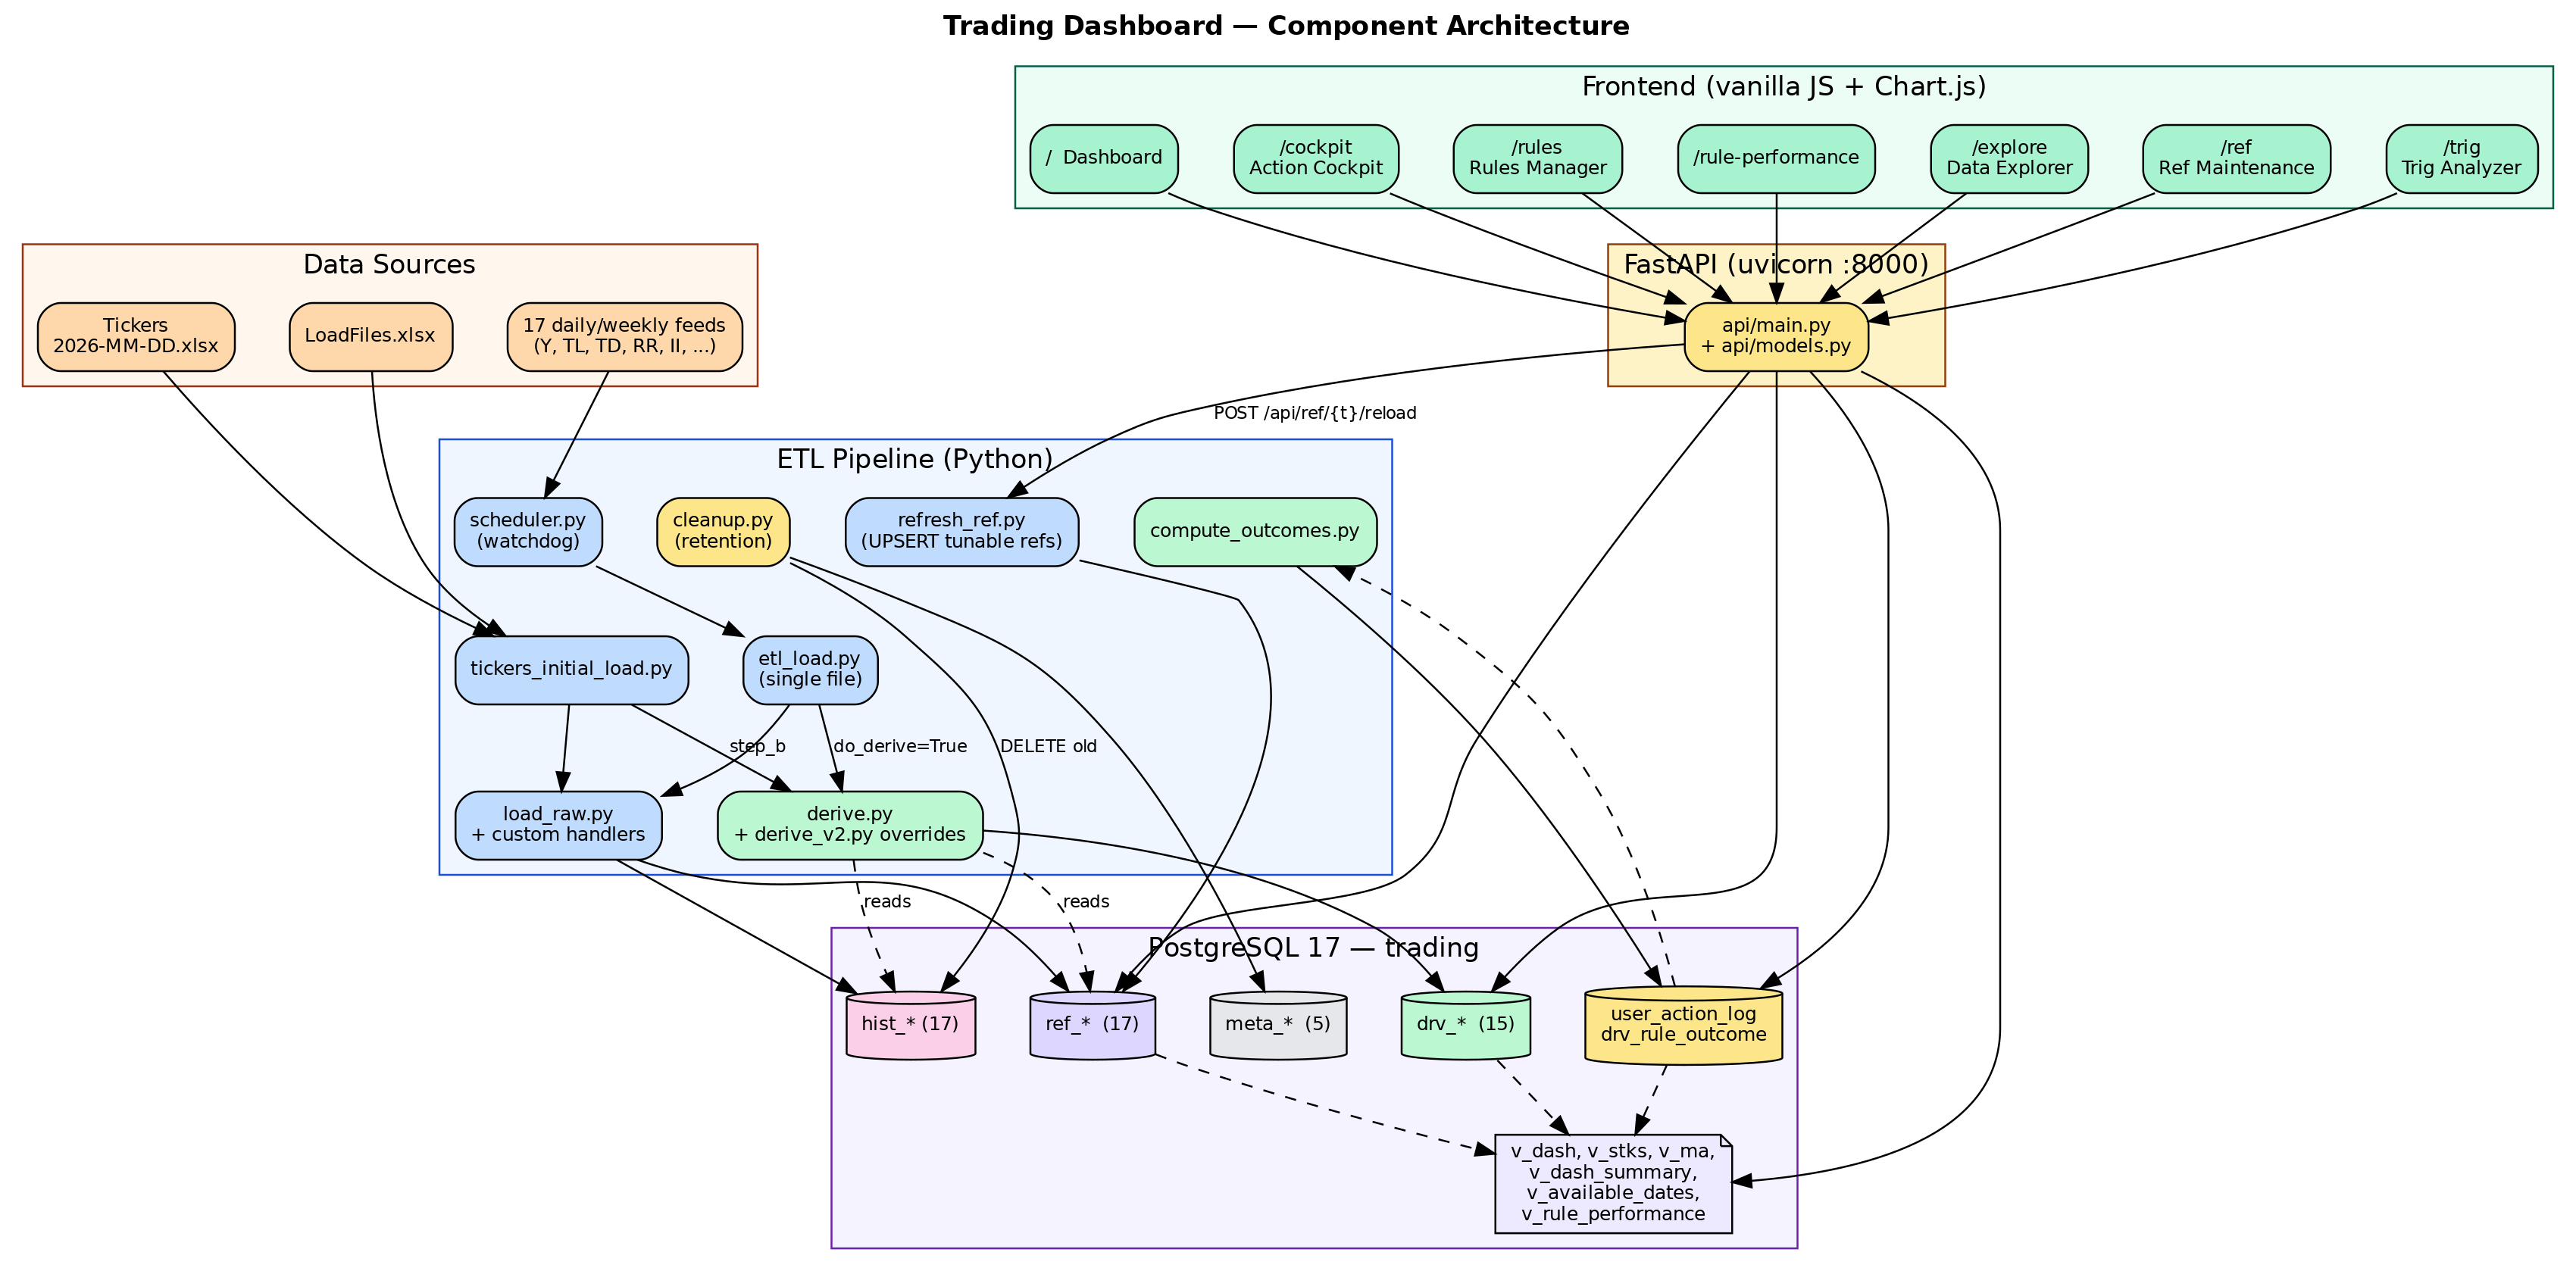 Trading Dashboard — Component Architecture
Frontend (vanilla JS + Chart.js)
/  Dashboard
/cockpit
Action Cockpit
/rules
Rules Manager
/rule-performance
/explore
Data Explorer
/ref
Ref Maintenance
/trig
Trig Analyzer
Data Sources
Tickers
2026-MM-DD.xlsx
LoadFiles.xlsx
17 daily/weekly feeds
(Y, TL, TD, RR, II, ...)
FastAPI (uvicorn :8000)
api/main.py
+ api/models.py
POST /api/ref/{t}/reload
ETL Pipeline (Python)
scheduler.py
(watchdog)
cleanup.py
(retention)
refresh_ref.py
(UPSERT tunable refs)
compute_outcomes.py
tickers_initial_load.py
etl_load.py
(single file)
step_b
do_derive=True
DELETE old
load_raw.py
+ custom handlers
derive.py
+ derive_v2.py overrides
reads
reads
PostgreSQL 17 — trading
hist_* (17)
ref_*  (17)
meta_*  (5)
drv_*  (15)
user_action_log
drv_rule_outcome
v_dash, v_stks, v_ma,
v_dash_summary,
v_available_dates,
v_rule_performance